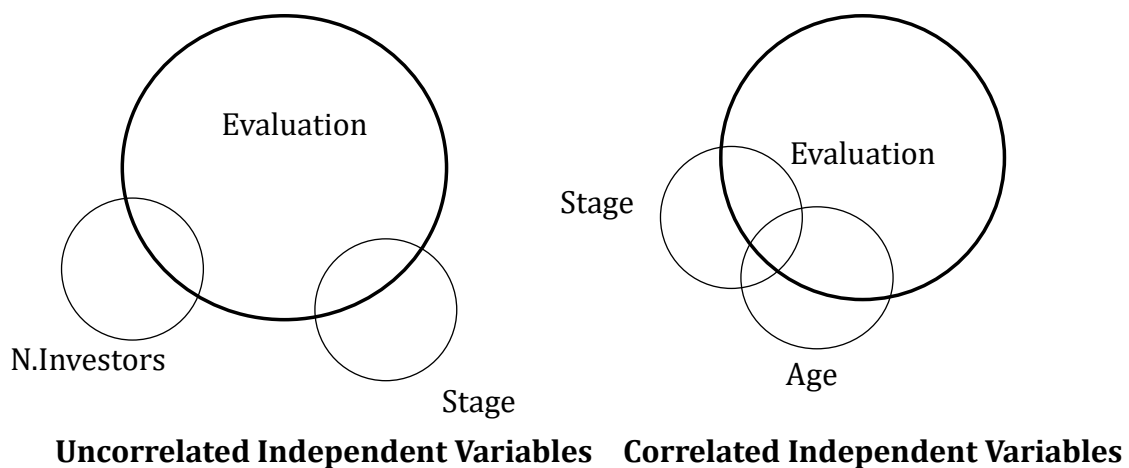 Evaluation
N.Investors
Stage
Uncorrelated Independent Variables
Evaluation
Stage
Age
Correlated Independent Variables